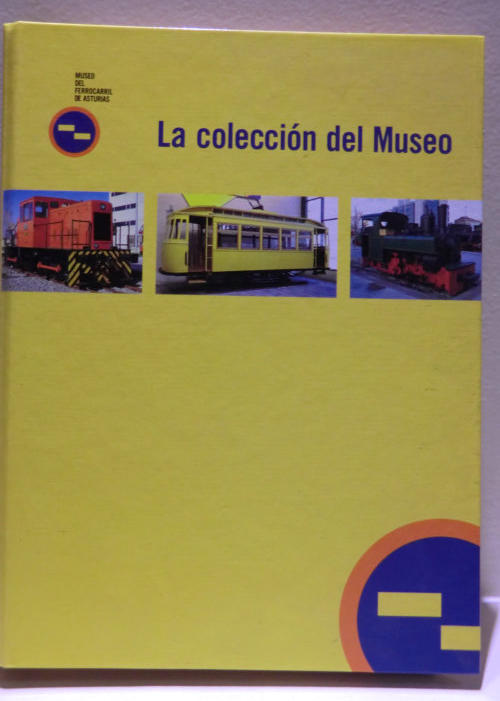 MUSEO
DEL
FERROCARRIL
DE ASTURIAS
La colección del Museo